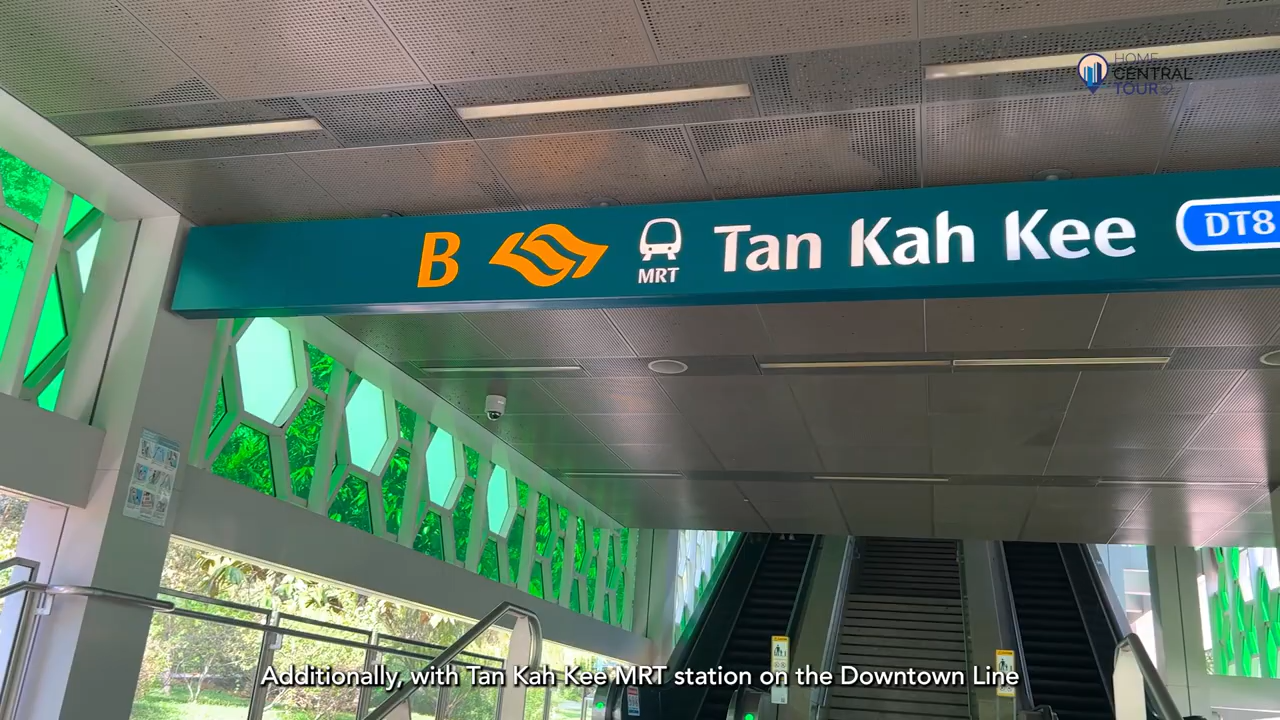 HOME
CENTRAL
TOUR
B MRT Tan Kah Kee DT8
Additionally, with Tan Kah Kee MRT station on the Downtown Line